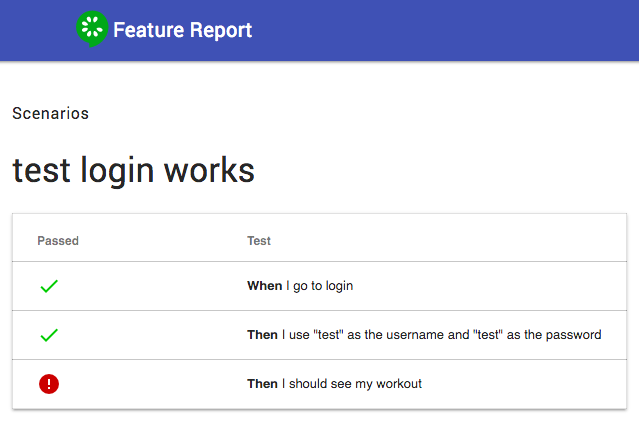 Feature Report
Scenarios
test login works
Passed Test
When I go to login
Then I use "test" as the username and "test" as the password
Then I should see my workout